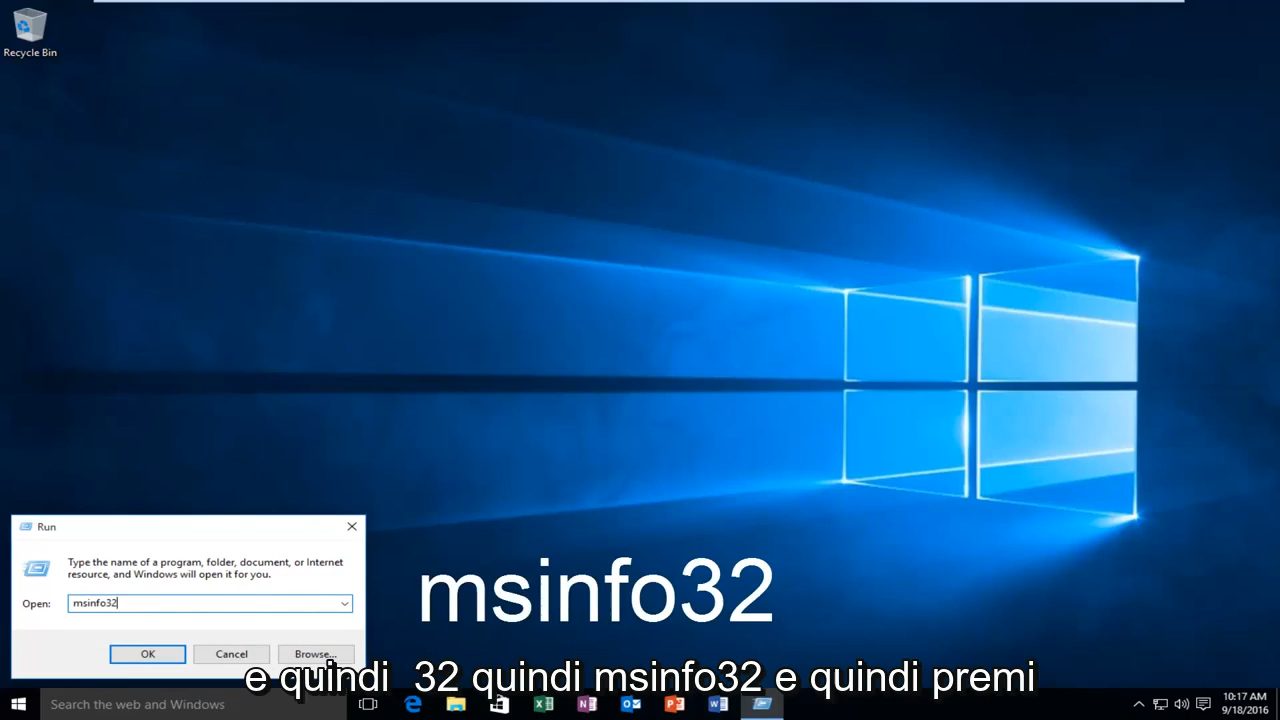 Recycle Bin
Run
Type the name of a program, folder, document, or Internet
resource, and Windows will open it for you.
Open: msinfo32
OK Cancel Browse...
msinfo32
e quindi 32 quindi msinfo32 e quindi premi
Search the web and Windows
10:17 AM
9/18/2016